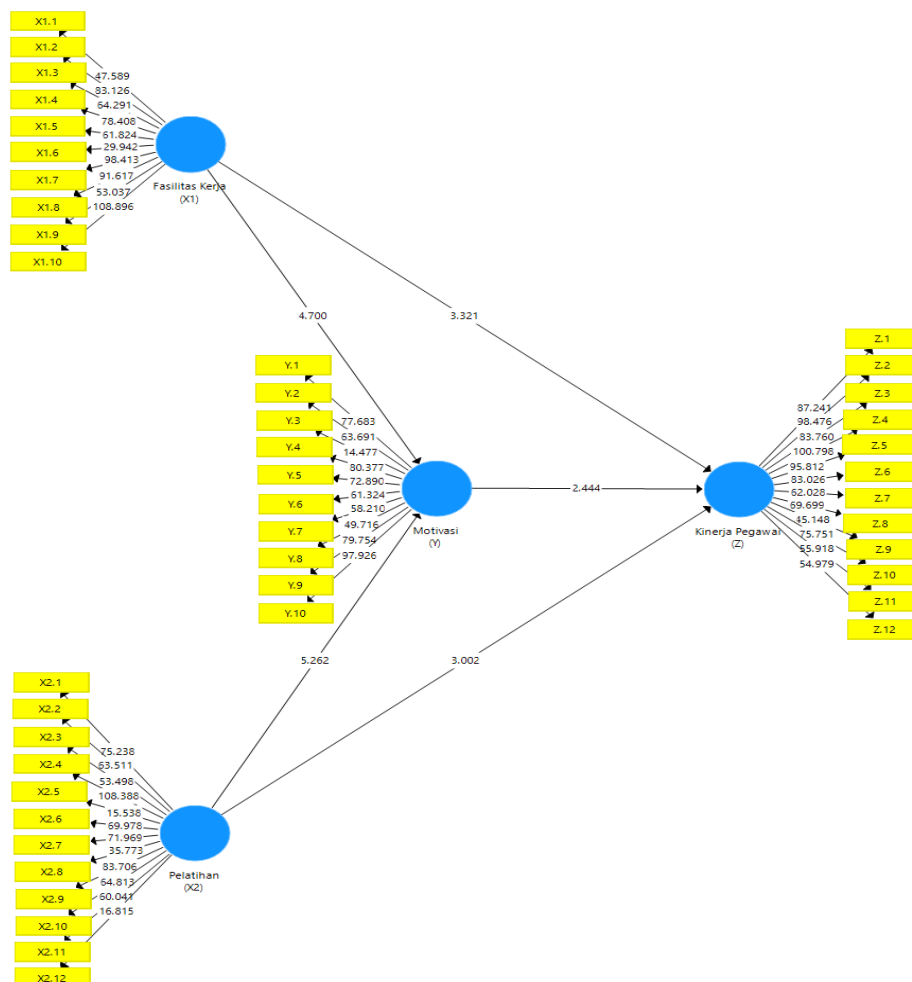 X1.1
X1.2
X1.3
X1.4
X1.5
X1.6
X1.7
X1.8
X1.9
X1.10
47.589
83.126
64.291
78.408
61.824
29.942
98.413
91.617
53.037
108.896
Fasilitas Kerja
(X1)
4.700
3.321
Y.1
Y.2
Y.3
Y.4
Y.5
Y.6
Y.7
Y.8
Y.9
Y.10
77.683
63.691
14.477
80.377
72.890
61.324
58.210
49.716
79.754
97.926
Motivasi
(Y)
2.444
Z.1
Z.2
Z.3
Z.4
Z.5
Z.6
Z.7
Z.8
Z.9
Z.10
Z.11
Z.12
87.241
98.476
83.760
100.798
95.812
83.026
62.028
69.699
45.148
75.751
55.918
54.979
Kinerja Pegawai
(Z)
5.262
3.002
X2.1
X2.2
X2.3
X2.4
X2.5
X2.6
X2.7
X2.8
X2.9
X2.10
X2.11
X2.12
75.238
63.511
53.498
108.388
15.538
69.978
71.969
35.773
83.706
64.813
60.041
16.815
Pelatihan
(X2)